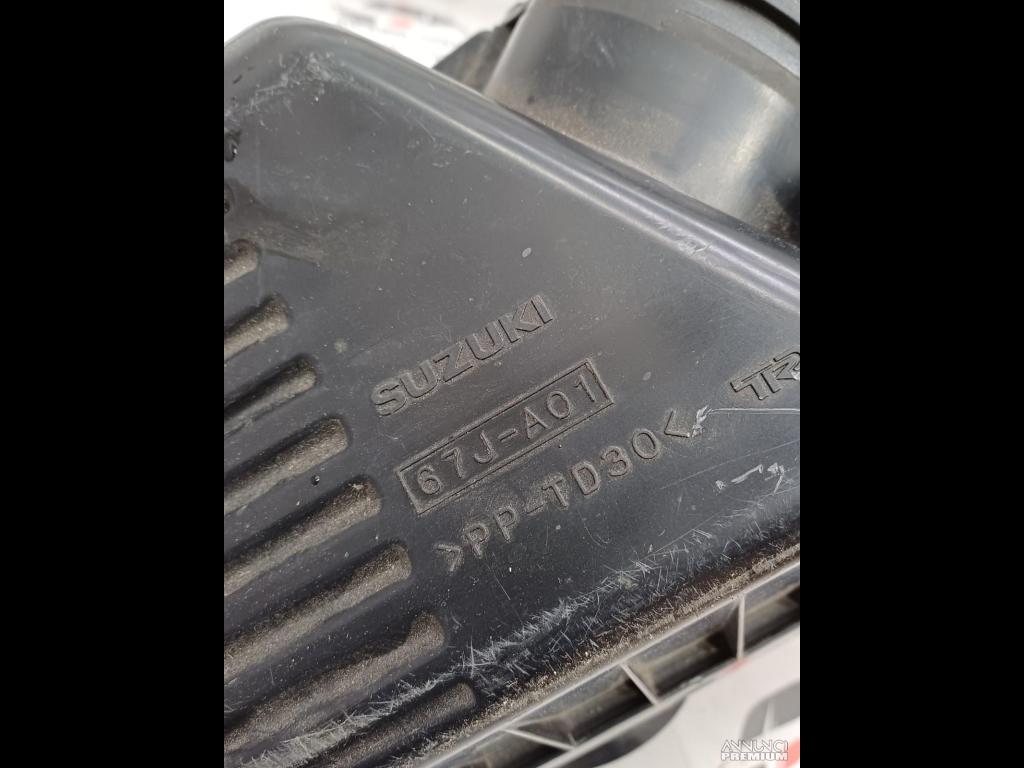 SUZUKI
67J-A01
>PP-TD30<
ANNUNCI
PREMIUM